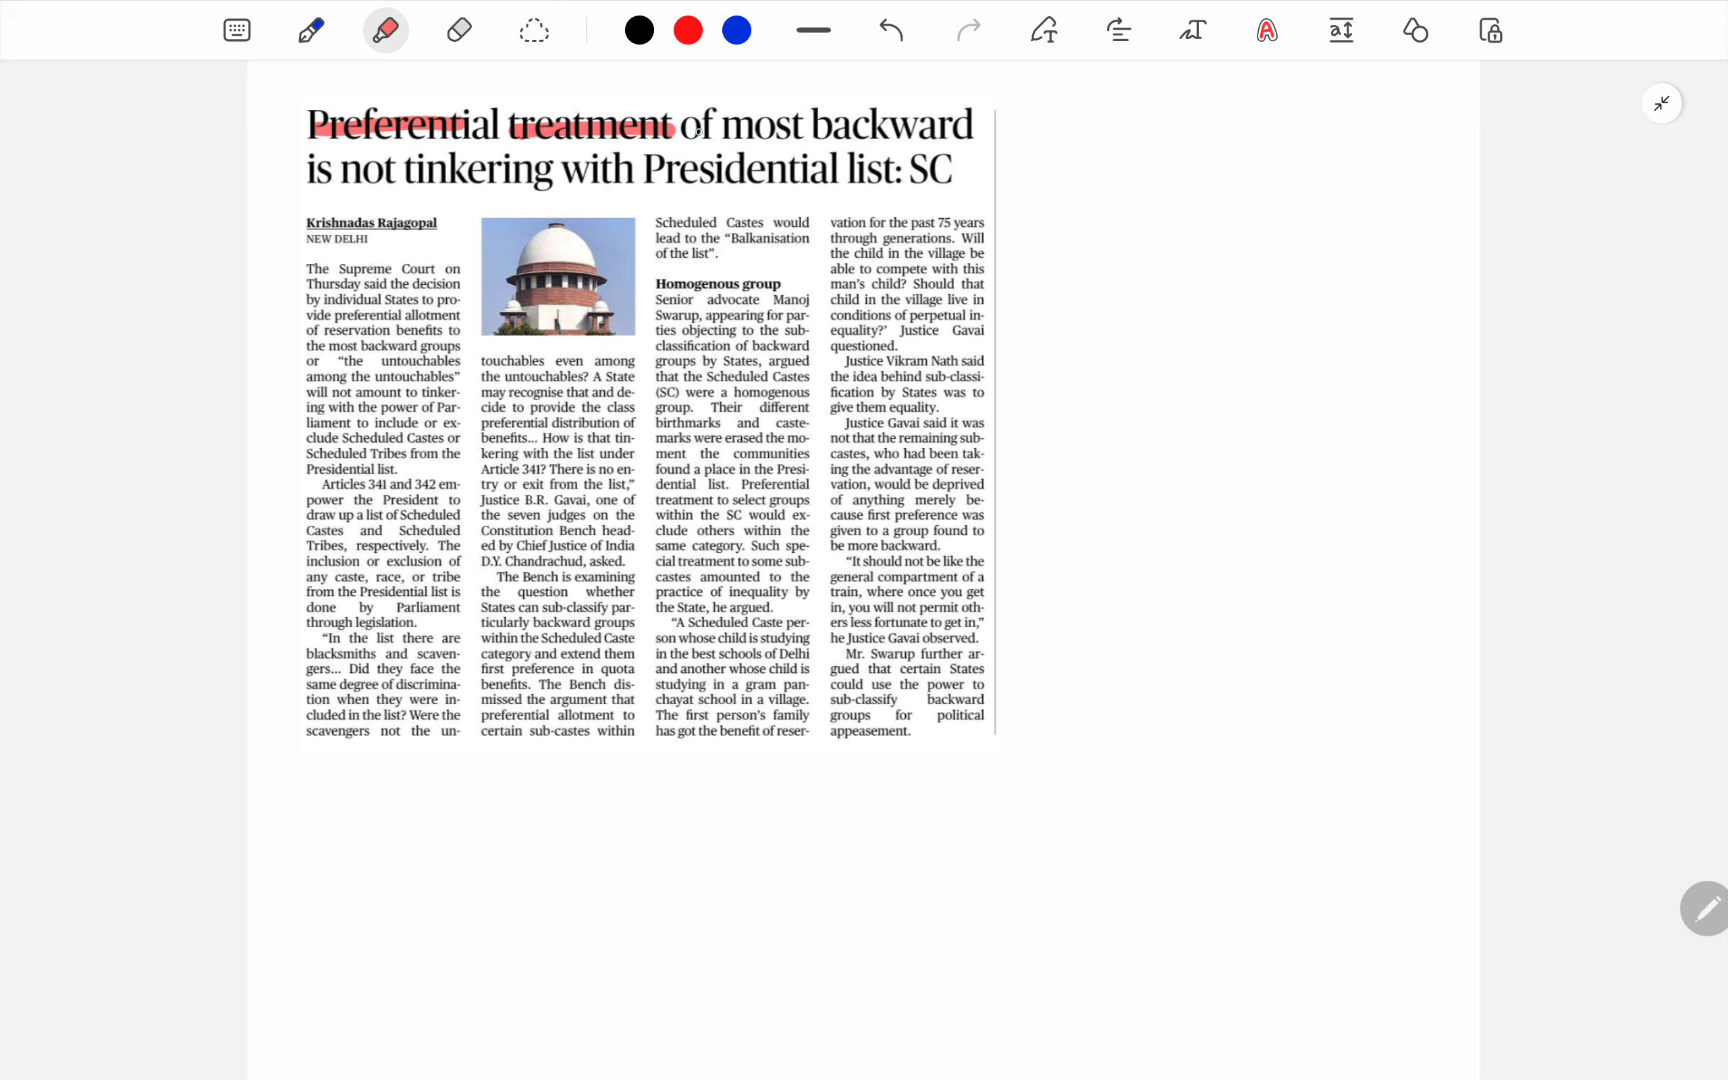 Preferential treatment of most backward
is not tinkering with Presidential list: SC
Krishnadas Rajagopal
NEW DELHI
The Supreme Court on
Thursday said the decision
by individual States to pro-
vide preferential allotment
of reservation benefits to
the most backward groups
or “the untouchables
among the untouchables”
will not amount to tinker-
ing with the power of Par-
liament to include or ex-
clude Scheduled Castes or
Scheduled Tribes from the
Presidential list.
Articles 341 and 342 em-
power the President to
draw up a list of Scheduled
Castes and Scheduled
Tribes, respectively. The
inclusion or exclusion of
any caste, race, or tribe
from the Presidential list is
done by Parliament
through legislation.
“In the list there are
blacksmiths and scaven-
gers... Did they face the
same degree of discrimina-
tion when they were in-
cluded in the list? Were the
scavengers not the un-
touchables even among
the untouchables? A State
may recognise that and de-
cide to provide the class
preferential distribution of
benefits... How is that tin-
kering with the list under
Article 341? There is no en-
try or exit from the list,”
Justice B.R. Gavai, one of
the seven judges on the
Constitution Bench head-
ed by Chief Justice of India
D.Y. Chandrachud, asked.
The Bench is examining
the question whether
States can sub-classify par-
ticularly backward groups
within the Scheduled Caste
category and extend them
first preference in quota
benefits. The Bench dis-
missed the argument that
preferential allotment to
certain sub-castes within
Scheduled Castes would
lead to the “Balkanisation
of the list”.
Homogenous group
Senior advocate Manoj
Swarup, appearing for par-
ties objecting to the sub-
classification of backward
groups by States, argued
that the Scheduled Castes
(SC) were a homogenous
group. Their different
birthmarks and caste-
marks were erased the mo-
ment the communities
found a place in the Presi-
dential list. Preferential
treatment to select groups
within the SC would ex-
clude others within the
same category. Such spe-
cial treatment to some sub-
castes amounted to the
practice of inequality by
the State, he argued.
“A Scheduled Caste per-
son whose child is studying
in the best schools of Delhi
and another whose child is
studying in a gram pan-
chayat school in a village.
The first person’s family
has got the benefit of reser-
vation for the past 75 years
through generations. Will
the child in the village be
able to compete with this
man’s child? Should that
child in the village live in
conditions of perpetual in-
equality?’ Justice Gavai
questioned.
Justice Vikram Nath said
the idea behind sub-classi-
fication by States was to
give them equality.
Justice Gavai said it was
not that the remaining sub-
castes, who had been tak-
ing the advantage of reser-
vation, would be deprived
of anything merely be-
cause first preference was
given to a group found to
be more backward.
“It should not be like the
general compartment of a
train, where once you get
in, you will not permit oth-
ers less fortunate to get in,”
he Justice Gavai observed.
Mr. Swarup further ar-
gued that certain States
could use the power to
sub-classify backward
groups for political
appeasement.